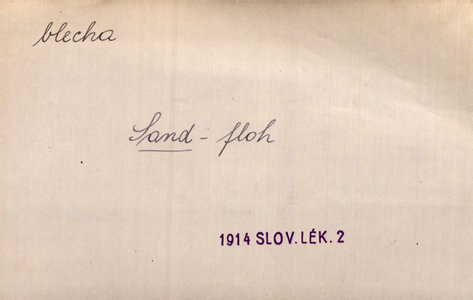 blecha
Sand - floh
1914 SLOV. LÉK. 2